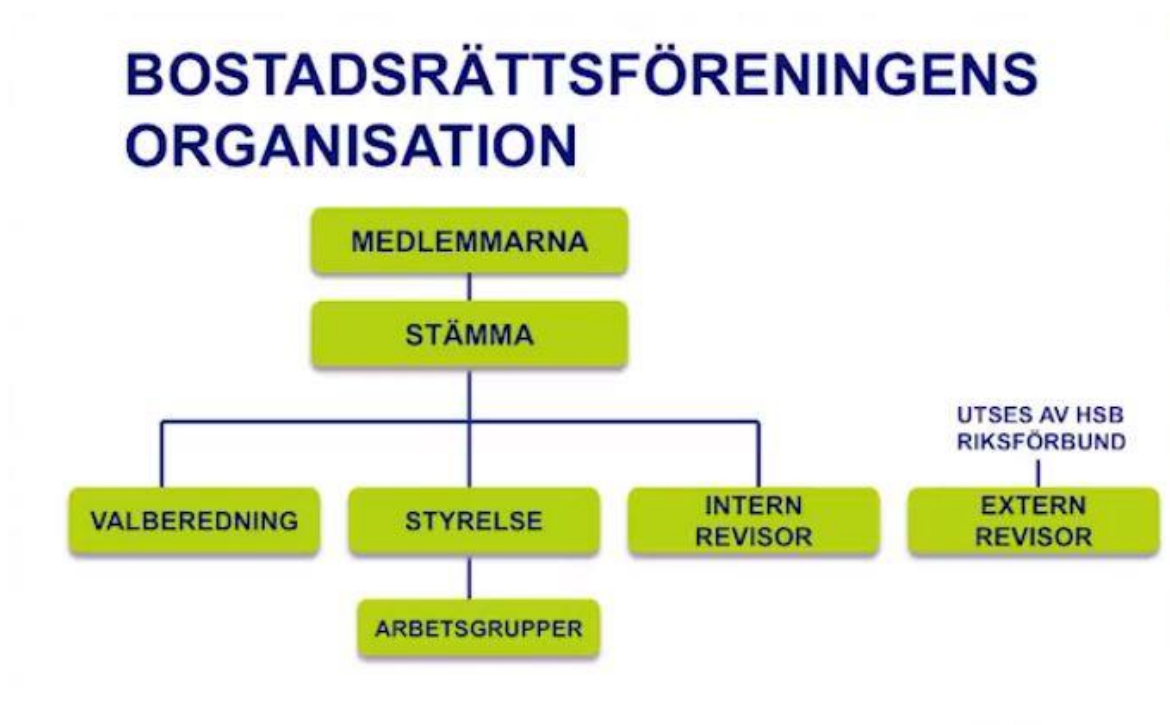 BOSTADSRÄTTSFÖRENINGENS
ORGANISATION
MEDLEMMARNA
STÄMMA
UTSES AV HSB
RIKSFÖRBUND
VALBEREDNING
STYRELSE
INTERN
REVISOR
EXTERN
REVISOR
ARBETSGRUPPER